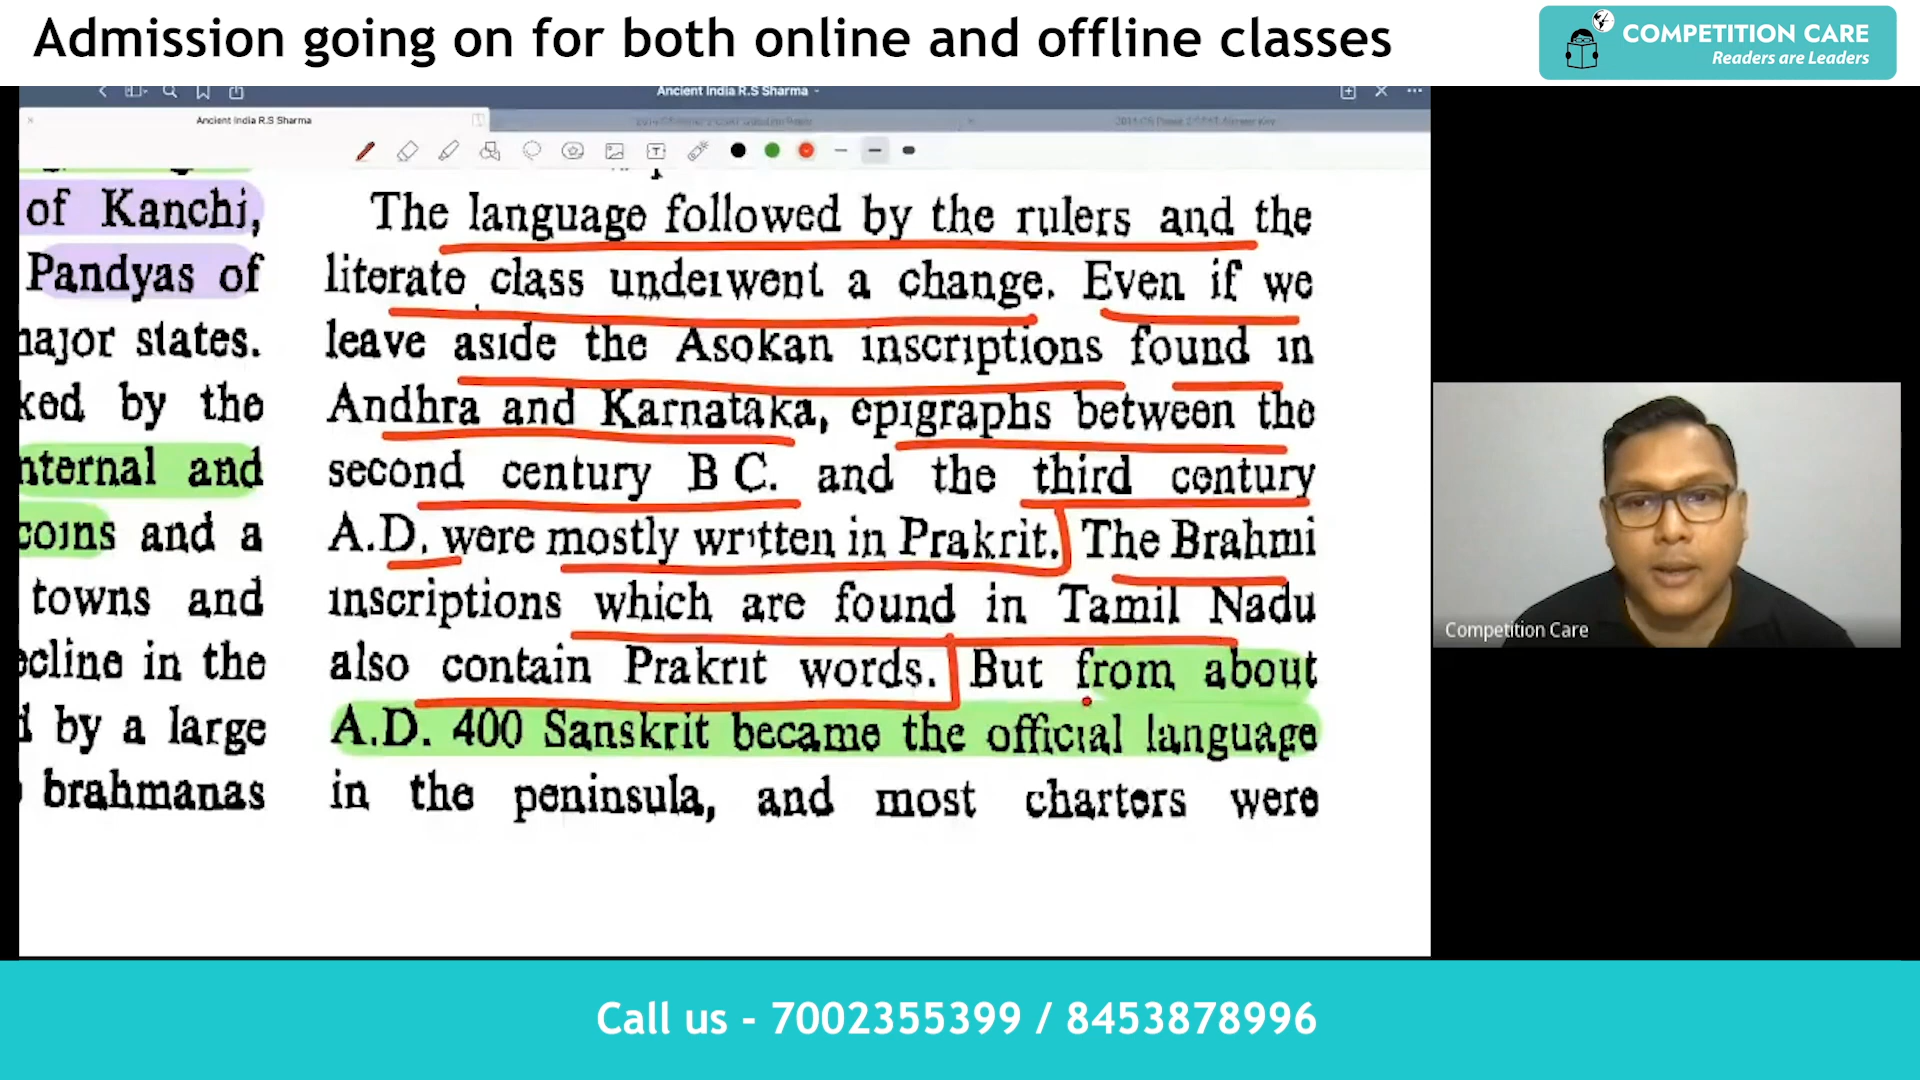 Admission going on for both online and offline classes
COMPETITION CARE
Readers are Leaders
Ancient India R.S Sharma
Ancient India R.S Sharma
of Kanchi,
Pandyas of
major states.
by the
internal and
coins and a
towns and
in the
by a large
brahmanas
The language followed by the rulers and the
literate class underwent a change. Even if we
leave aside the Asokan inscriptions found in
Andhra and Karnataka, epigraphs between the
second century B C. and the third century
A.D. were mostly written in Prakrit. The Brahmi
inscriptions which are found in Tamil Nadu
also contain Prakrit words. But from about
A.D. 400 Sanskrit became the official language
in the peninsula, and most charters were
Competition Care
Call us - 7002355399 / 8453878996